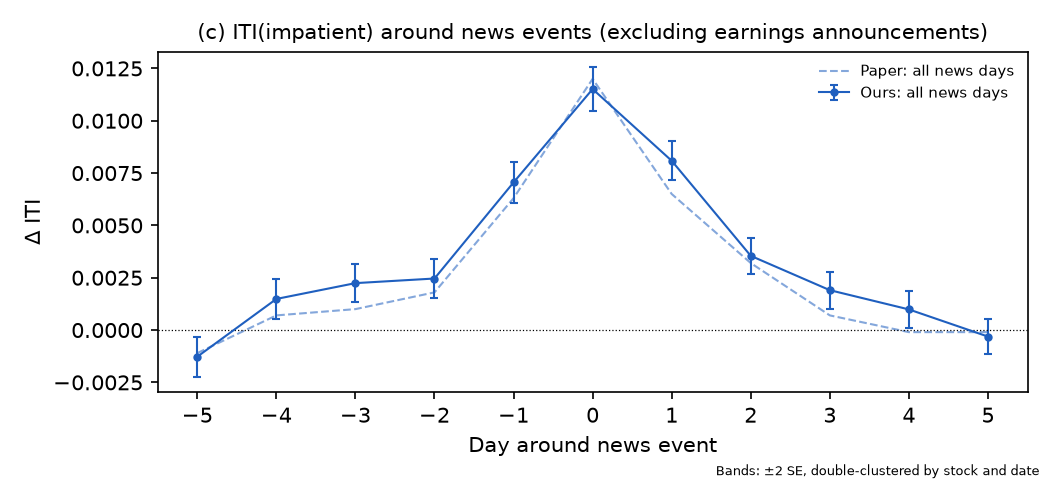 (c) ITI(impatient) around news events (excluding earnings announcements)
Paper: all news days
Ours: all news days
0.0125
0.0100
0.0075
0.0050
0.0025
0.0000
−0.0025
Δ ITI
−5 −4 −3 −2 −1 0 1 2 3 4 5
Day around news event
Bands: ±2 SE, double-clustered by stock and date